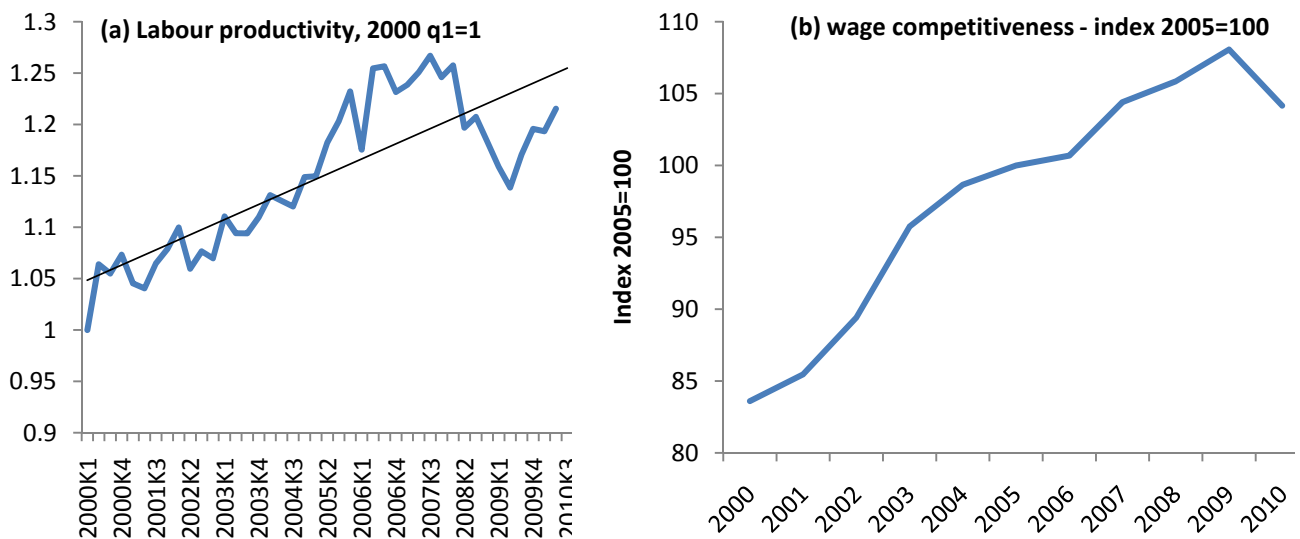 (a) Labour productivity, 2000 q1=1
1.3
1.25
1.2
1.15
1.1
1.05
1
0.95
0.9
2000K1
2000K4
2001K3
2002K2
2003K1
2003K4
2004K3
2005K2
2006K1
2006K4
2007K3
2008K2
2009K1
2009K4
2010K3
(b) wage competitiveness - index 2005=100
Index 2005=100
110
105
100
95
90
85
80
2000
2001
2002
2003
2004
2005
2006
2007
2008
2009
2010